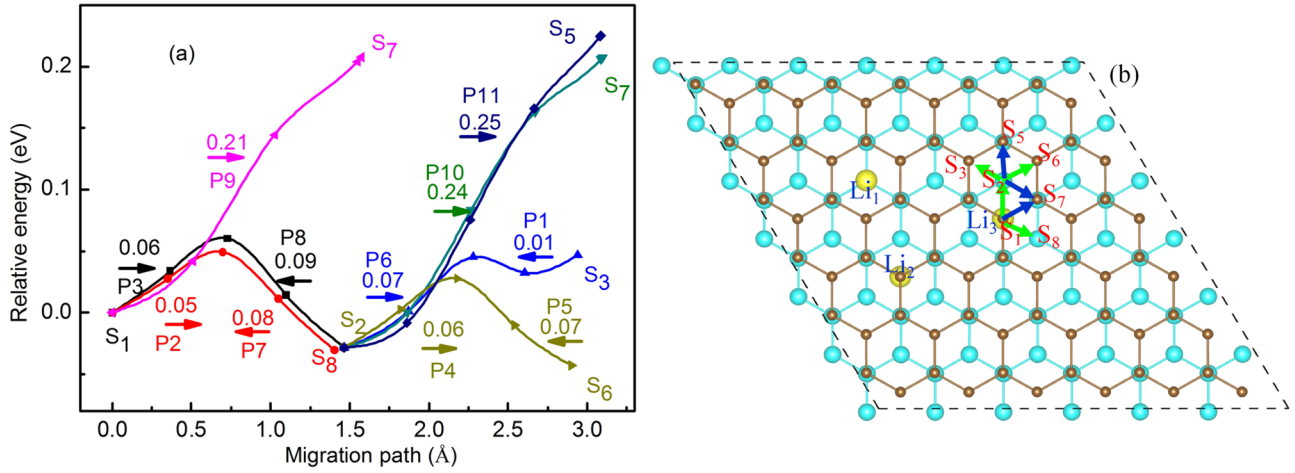 (a)
Relative energy (eV)
0.2
0.1
0.0
0.0 0.5 1.0 1.5 2.0 2.5 3.0
Migration path (Å)
S₇
0.21
P9
0.06
P3
P8
0.09
S₁
0.05
P2
0.08
P7
S₈
S₂
P6
0.07
P10
0.24
P11
0.25
S₅
S₇
P1
0.01
S₃
0.06
P4
P5
0.07
S₆
(b)
S₅
S₃
S₆
S₂
Li₁
S₇
Li₃
S₁
S₈
Li₂